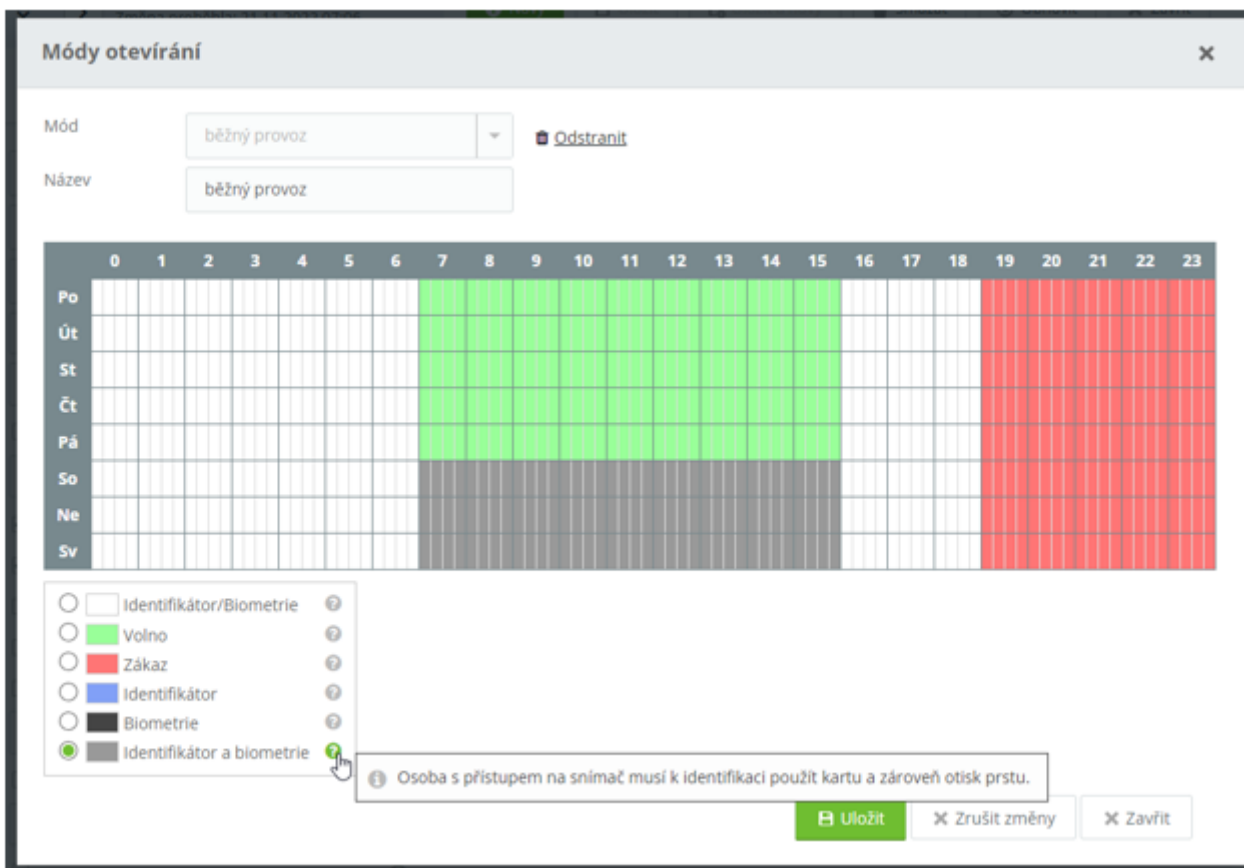 Módy otevírání
Mód běžný provoz Odstranit
Název běžný provoz
0 1 2 3 4 5 6 7 8 9 10 11 12 13 14 15 16 17 18 19 20 21 22 23
Po
Út
St
Čt
Pá
So
Ne
Sv
Identifikátor/Biometrie
Volno
Zákaz
Identifikátor
Biometrie
Identifikátor a biometrie
Osoba s přístupem na snímač musí k identifikaci použít kartu a zároveň otisk prstu.
Uložit Zrušit změny Zavřít